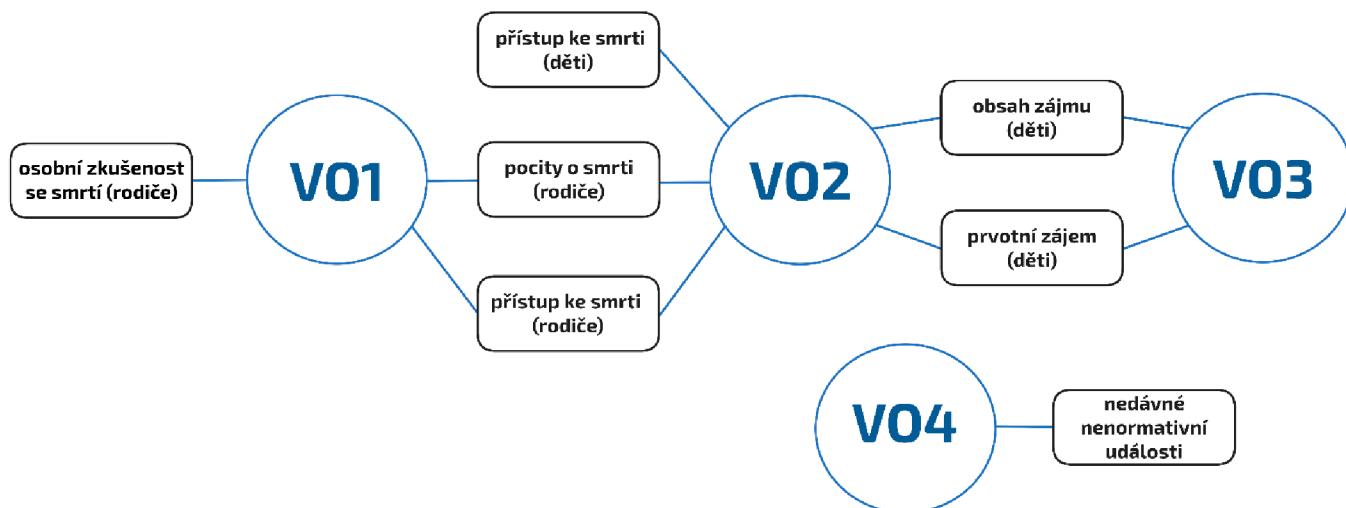 přístup ke smrti
(děti)
obsah zájmu
(děti)
osobní zkušenost
se smrtí (rodiče)
VO1
pocity o smrti
(rodiče)
VO2
VO3
prvotní zájem
(děti)
přístup ke smrti
(rodiče)
VO4
nedávné
nenormativní
události